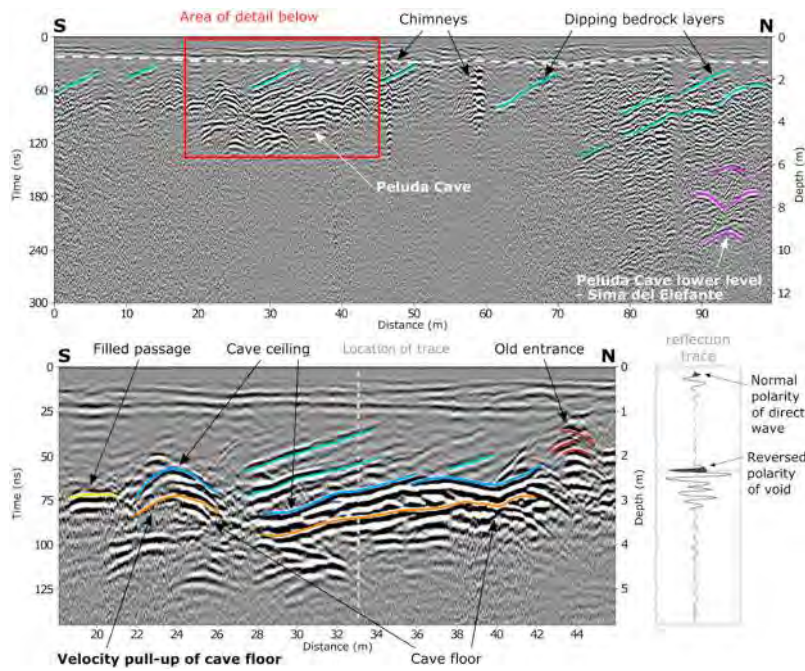 S
Area of detail below
Chimneys
Dipping bedrock layers
N
0
60
120
180
240
300
Time (ns)
0
2
4
6
8
10
12
Depth (m)
Peluda Cave
Peluda Cave lower level
- Sima del Elefante
0 10 20 30 40 50 60 70 80 90
Distance (m)
S
Filled passage
Cave ceiling
Location of trace
Old entrance
N
reflection
trace
0
25
50
75
100
125
Time (ns)
0
1
2
3
4
5
Depth (m)
Normal
polarity
of direct
wave
Reversed
polarity
of void
20 22 24 26 28 30 32 34 36 38 40 42 44
Distance (m)
Velocity pull-up of cave floor
Cave floor